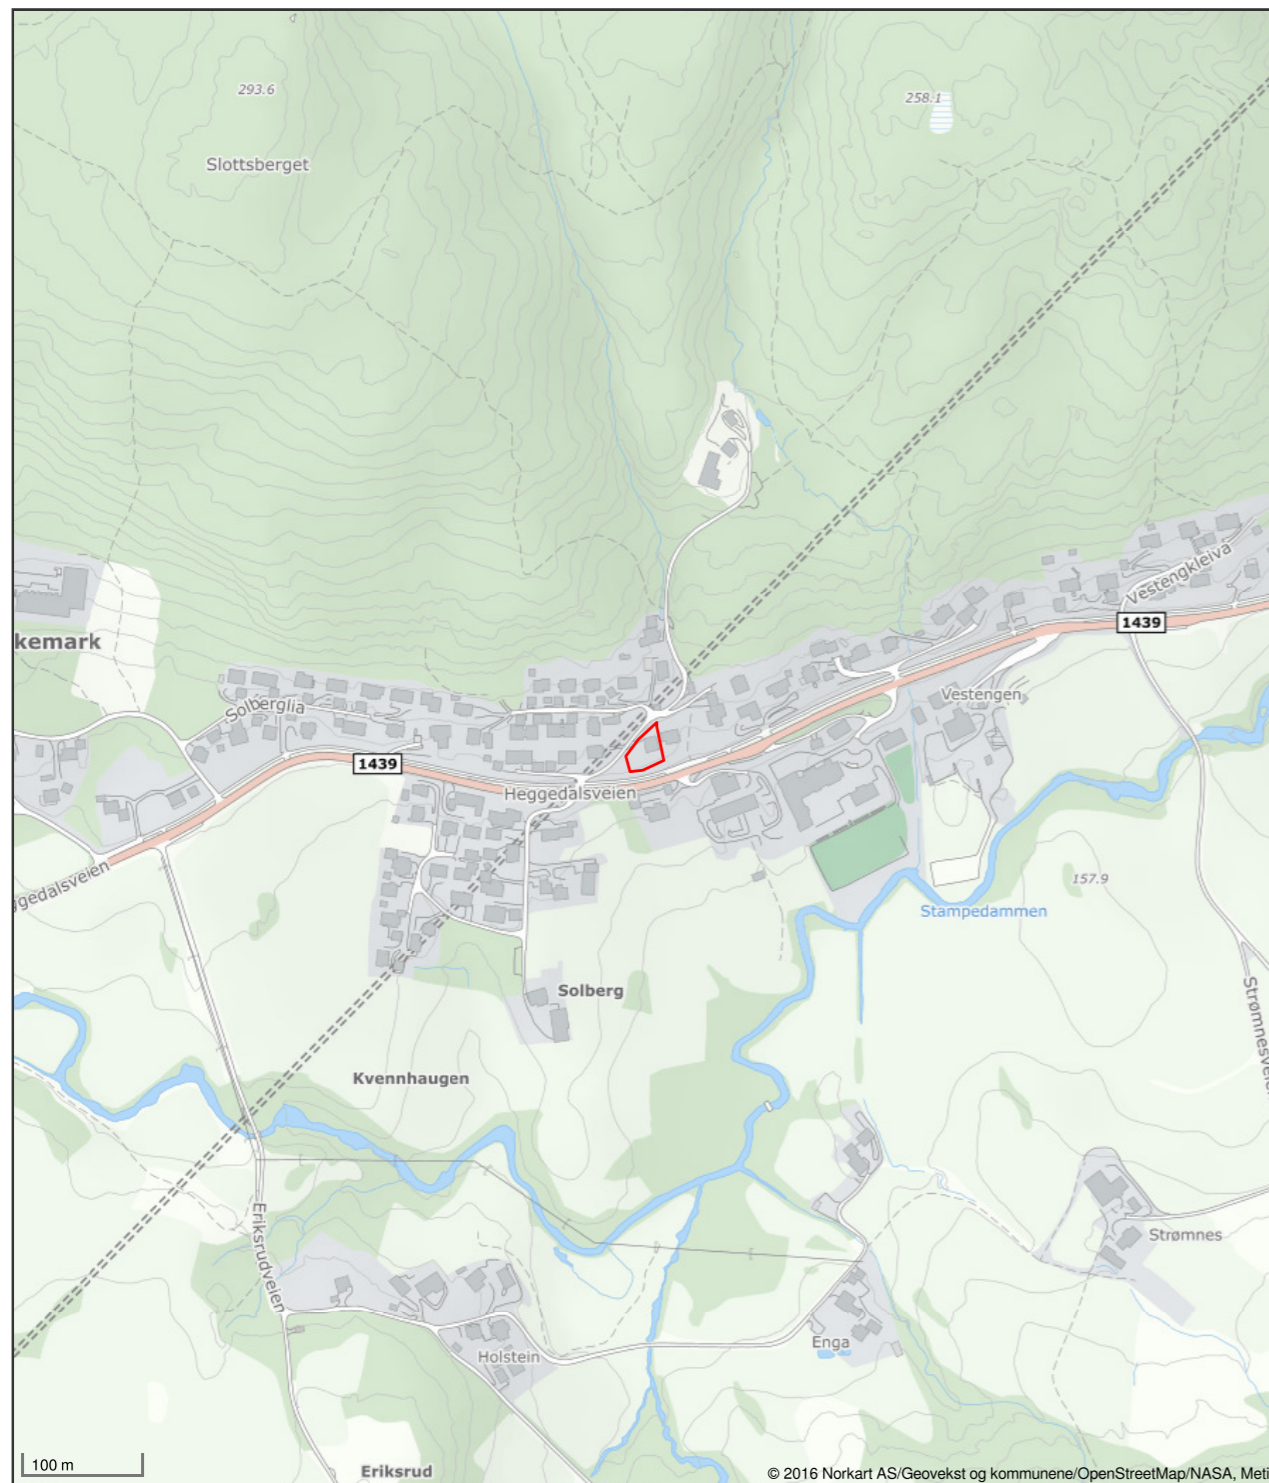 293.6
258.1
Slottsberget
Vestengkleiva
1439
kemark
Vestengen
Solberglia
1439
Heggedalsveien
ggedalsveien
157.9
Stampedammen
Solberg
Strømnesveien
Kvennhaugen
Eriksrudveien
Strømnes
Enga
Holstein
100 m
Eriksrud
© 2016 Norkart AS/Geovekst og kommunene/OpenStreetMap/NASA, Meti